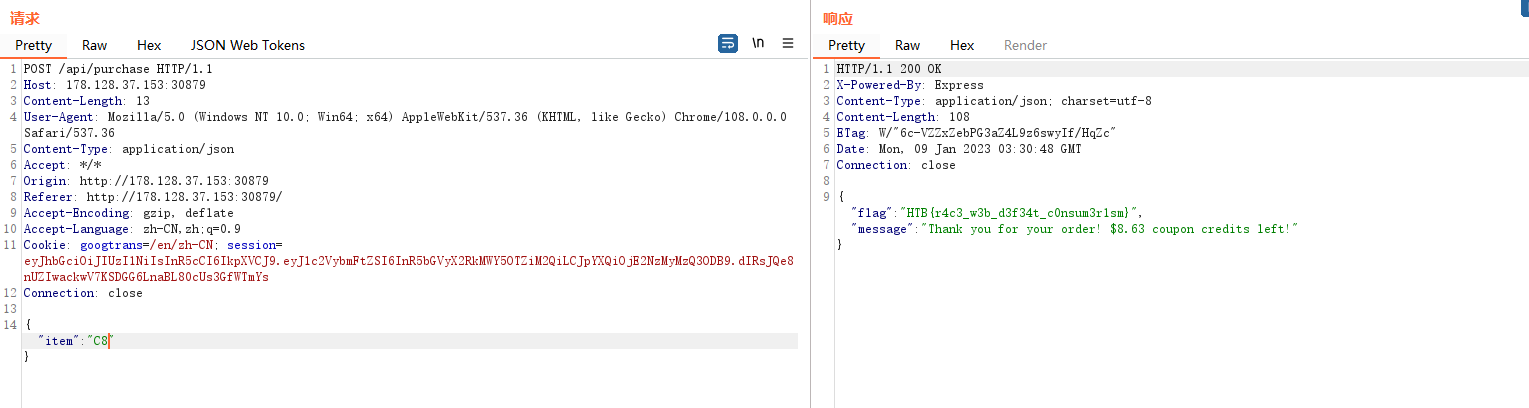 请求
Pretty Raw Hex JSON Web Tokens \n
1 POST /api/purchase HTTP/1.1
2 Host: 178.128.37.153:30879
3 Content-Length: 13
4 User-Agent: Mozilla/5.0 (Windows NT 10.0; Win64; x64) AppleWebKit/537.36 (KHTML, like Gecko) Chrome/108.0.0.0
Safari/537.36
5 Content-Type: application/json
6 Accept: */*
7 Origin: http://178.128.37.153:30879
8 Referer: http://178.128.37.153:30879/
9 Accept-Encoding: gzip, deflate
10 Accept-Language: zh-CN,zh;q=0.9
11 Cookie: googtrans=/en/zh-CN; session=
eyJhbGciOiJIUzI1NiIsInR5cCI6IkpXVCJ9.eyJ1c2VybmFtZSI6InR5bGVyX2RkMWY5OTZiM2QiLCJpYXQiOjE2NzMyMzQ3ODB9.dIRsJQe8
nUZIwackwV7KSDGG6LnaBL80cUs3GfWTmYs
12 Connection: close
13
14 {
"item":"C8"
}
响应
Pretty Raw Hex Render
1 HTTP/1.1 200 OK
2 X-Powered-By: Express
3 Content-Type: application/json; charset=utf-8
4 Content-Length: 108
5 ETag: W/"6c-VZZxZebPG3aZ4L9z6swyIf/HqZc"
6 Date: Mon, 09 Jan 2023 03:30:48 GMT
7 Connection: close
8
9 {
"flag":"HTB{r4c3_w3b_d3f34t_c0nsum3r1sm}",
"message":"Thank you for your order! $8.63 coupon credits left!"
}